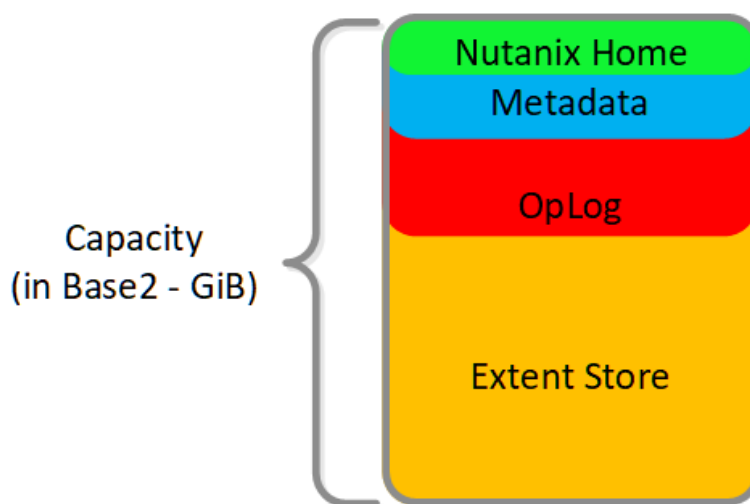 Nutanix Home
Metadata
OpLog
Capacity
(in Base2 - GiB)
Extent Store